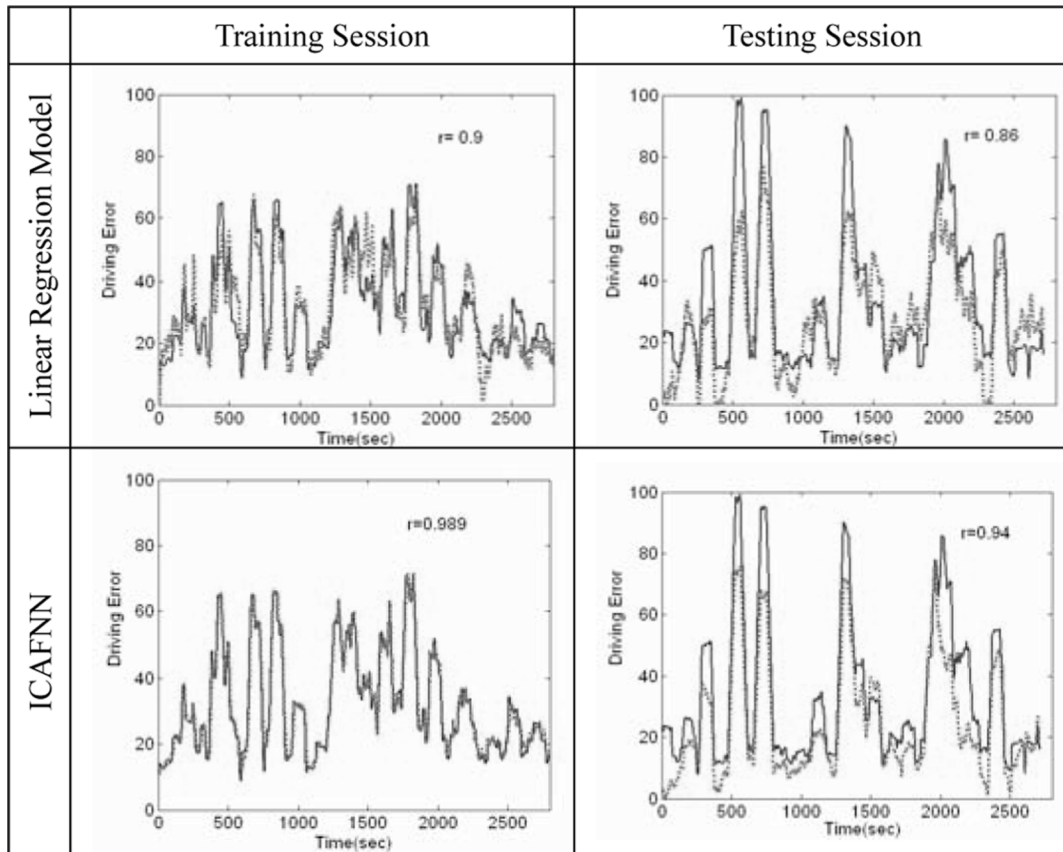 Training Session
Testing Session
Linear Regression Model
100
80
60
40
20
0
Driving Error
r= 0.9
0 500 1000 1500 2000 2500
Time(sec)
100
80
60
40
20
0
Driving Error
r= 0.86
0 500 1000 1500 2000 2500
Time(sec)
ICAFNN
100
80
60
40
20
0
Driving Error
r=0.989
0 500 1000 1500 2000 2500
Time(sec)
100
80
60
40
20
0
Driving Error
r=0.94
0 500 1000 1500 2000 2500
Time(sec)